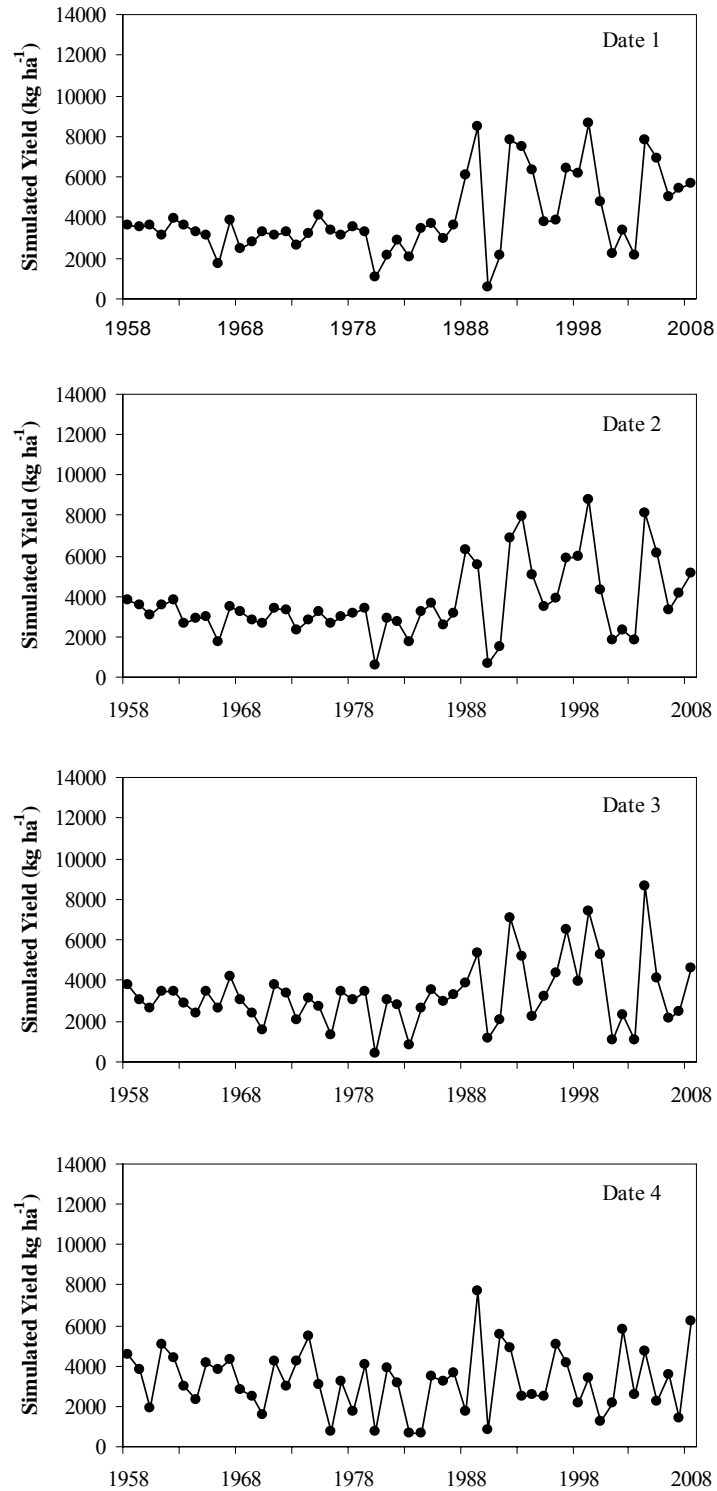 14000
Date 1
12000
10000
8000
6000
4000
2000
0
Simulated Yield (kg ha-1)
1958 1968 1978 1988 1998 2008
14000
Date 2
12000
10000
8000
6000
4000
2000
0
Simulated Yield (kg ha-1)
1958 1968 1978 1988 1998 2008
14000
Date 3
12000
10000
8000
6000
4000
2000
0
Simulated Yield (kg ha-1)
1958 1968 1978 1988 1998 2008
14000
Date 4
12000
10000
8000
6000
4000
2000
0
Simulated Yield kg ha-1)
1958 1968 1978 1988 1998 2008